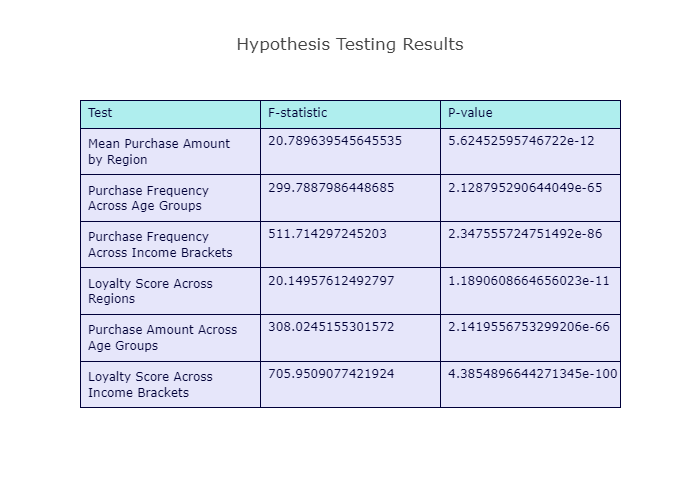 Hypothesis Testing Results
Test F-statistic P-value
Mean Purchase Amount 20.789639545645535 5.62452595746722e-12
by Region
Purchase Frequency 299.7887986448685 2.128795290644049e-65
Across Age Groups
Purchase Frequency 511.714297245203 2.347555724751492e-86
Across Income Brackets
Loyalty Score Across 20.14957612492797 1.1890608664656023e-11
Regions
Purchase Amount Across 308.0245155301572 2.1419556753299206e-66
Age Groups
Loyalty Score Across 705.9509077421924 4.3854896644271345e-100
Income Brackets